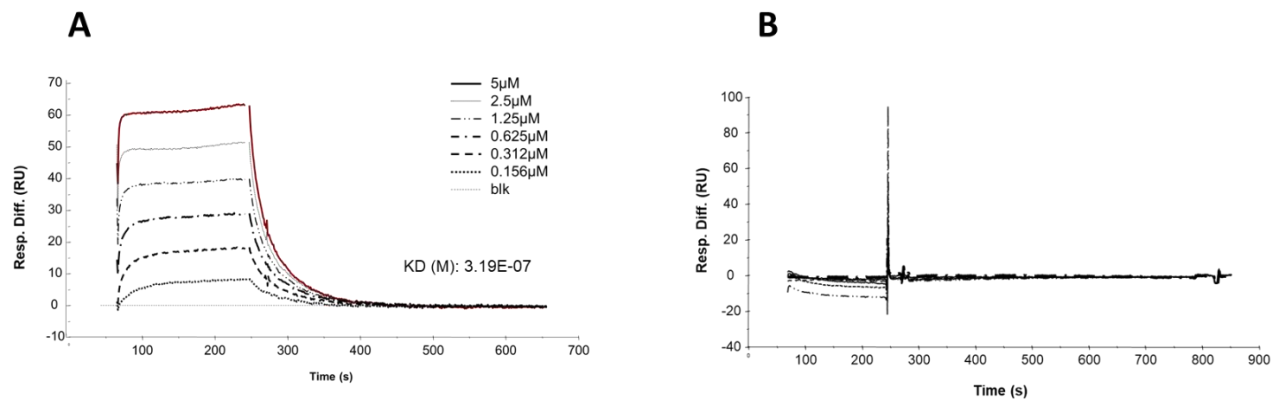 A
B
Resp. Diff. (RU)
70
60
50
40
30
20
10
0
-10
5µM
2.5µM
1.25µM
0.625µM
0.312µM
0.156µM
blk
KD (M): 3.19E-07
0
100
200
300
400
500
600
700
Time (s)
Resp. Diff. (RU)
100
80
60
40
20
0
-20
-40
0
100
200
300
400
500
600
700
800
900
Time (s)